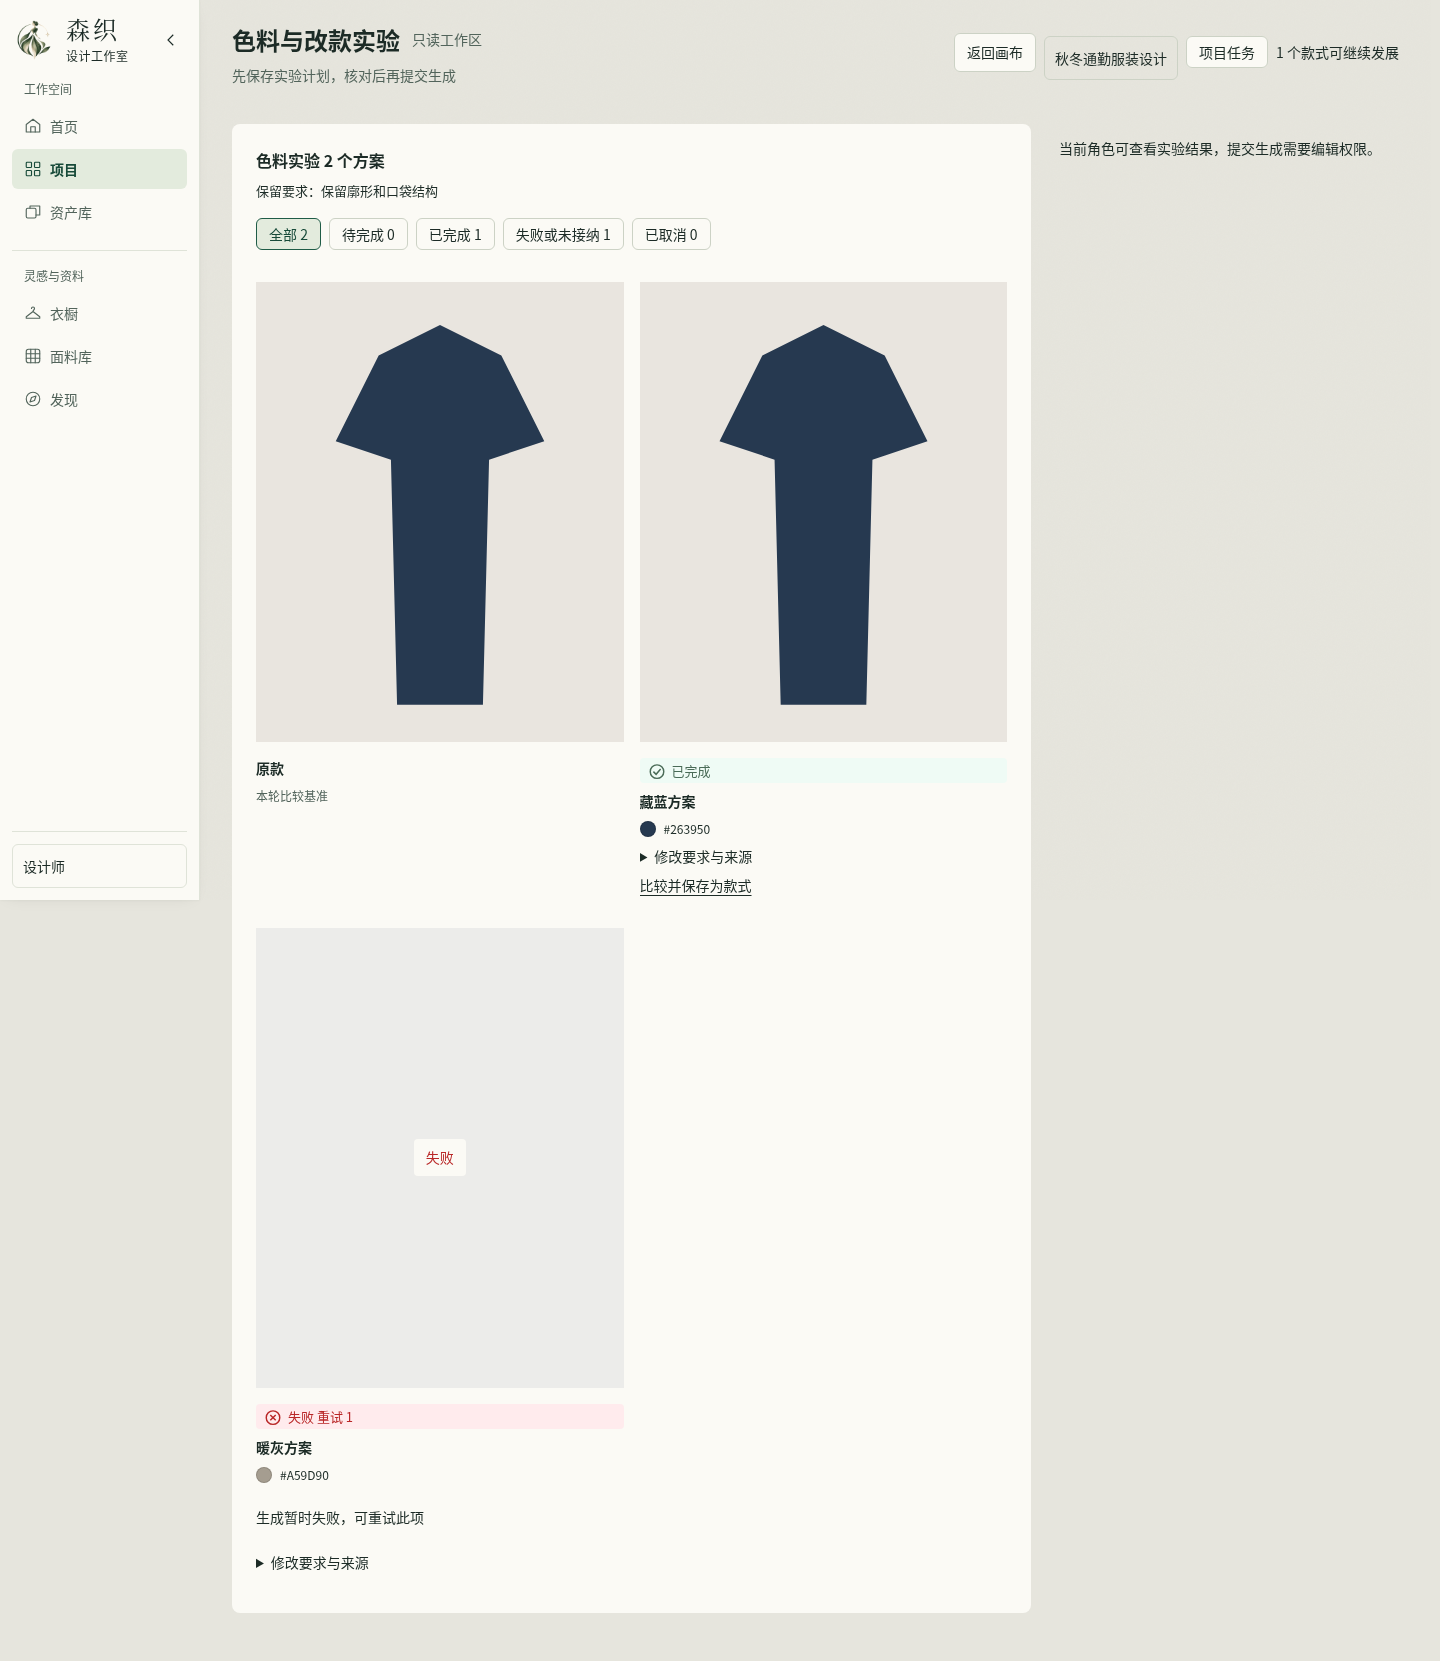 森织
设计工作室
工作空间
首页
项目
资产库
灵感与资料
衣橱
面料库
发现
设计师
色料与改款实验 只读工作区
先保存实验计划，核对后再提交生成
返回画布 秋冬通勤服装设计 项目任务 1 个款式可继续发展
色料实验 2 个方案
保留要求：保留廓形和口袋结构
全部 2 待完成 0 已完成 1 失败或未接纳 1 已取消 0
原款
本轮比较基准
已完成
藏蓝方案
#263950
修改要求与来源
比较并保存为款式
失败
失败 重试 1
暖灰方案
#A59D90
生成暂时失败，可重试此项
修改要求与来源
当前角色可查看实验结果，提交生成需要编辑权限。